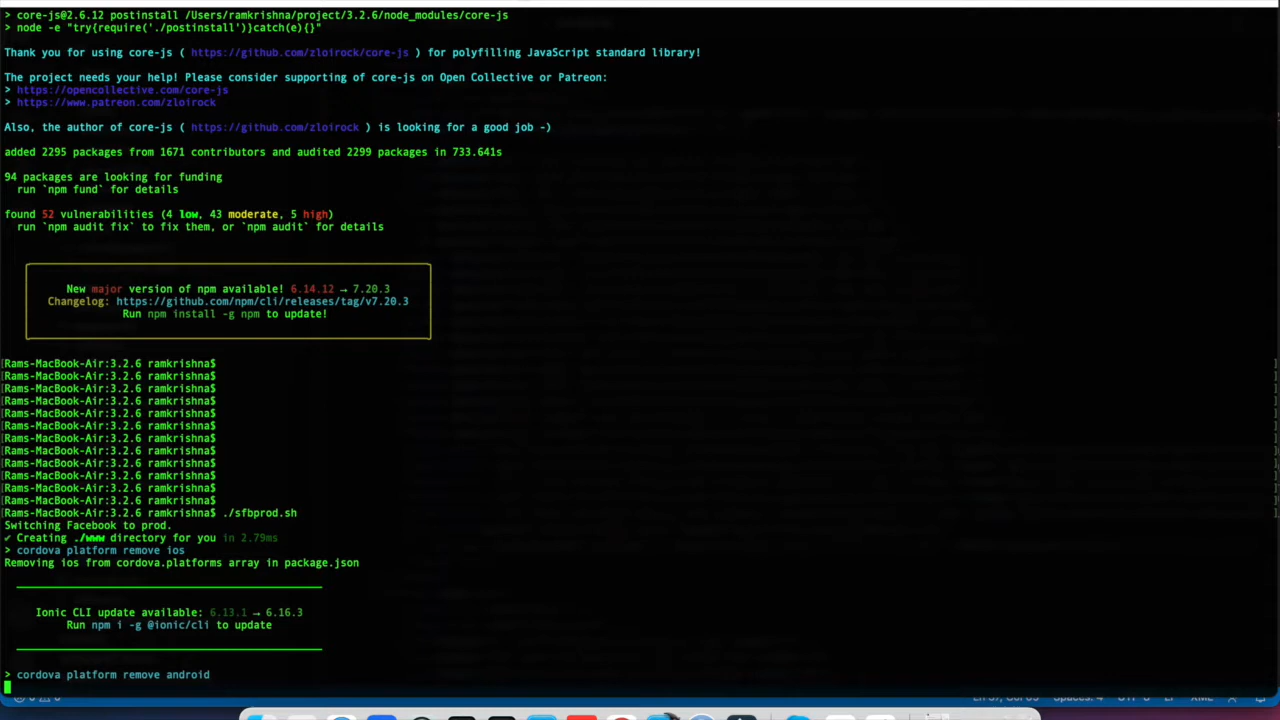 > core-js@2.6.12 postinstall /Users/ramkrishna/project/3.2.6/node_modules/core-js
> node -e "try{require('./postinstall')}catch(e){}"
Thank you for using core-js ( https://github.com/zloirock/core-js ) for polyfilling JavaScript standard library!
The project needs your help! Please consider supporting of core-js on Open Collective or Patreon:
> https://opencollective.com/core-js
> https://www.patreon.com/zloirock
Also, the author of core-js ( https://github.com/zloirock ) is looking for a good job -)
added 2295 packages from 1671 contributors and audited 2299 packages in 733.641s
94 packages are looking for funding
run `npm fund` for details
found 52 vulnerabilities (4 low, 43 moderate, 5 high)
run `npm audit fix` to fix them, or `npm audit` for details
New major version of npm available! 6.14.12 → 7.20.3
Changelog: https://github.com/npm/cli/releases/tag/v7.20.3
Run npm install -g npm to update!
[Rams-MacBook-Air:3.2.6 ramkrishna$ ]
[Rams-MacBook-Air:3.2.6 ramkrishna$ ]
[Rams-MacBook-Air:3.2.6 ramkrishna$ ]
[Rams-MacBook-Air:3.2.6 ramkrishna$ ]
[Rams-MacBook-Air:3.2.6 ramkrishna$ ]
[Rams-MacBook-Air:3.2.6 ramkrishna$ ]
[Rams-MacBook-Air:3.2.6 ramkrishna$ ]
[Rams-MacBook-Air:3.2.6 ramkrishna$ ]
[Rams-MacBook-Air:3.2.6 ramkrishna$ ]
[Rams-MacBook-Air:3.2.6 ramkrishna$ ]
[Rams-MacBook-Air:3.2.6 ramkrishna$ ]
[Rams-MacBook-Air:3.2.6 ramkrishna$ ]
[Rams-MacBook-Air:3.2.6 ramkrishna$ ./sfbprod.sh ]
Switching Facebook to prod.
✔ Creating ./www directory for you in 2.79ms
> cordova platform remove ios
Removing ios from cordova.platforms array in package.json
Ionic CLI update available: 6.13.1 → 6.16.3
Run npm i -g @ionic/cli to update
> cordova platform remove android